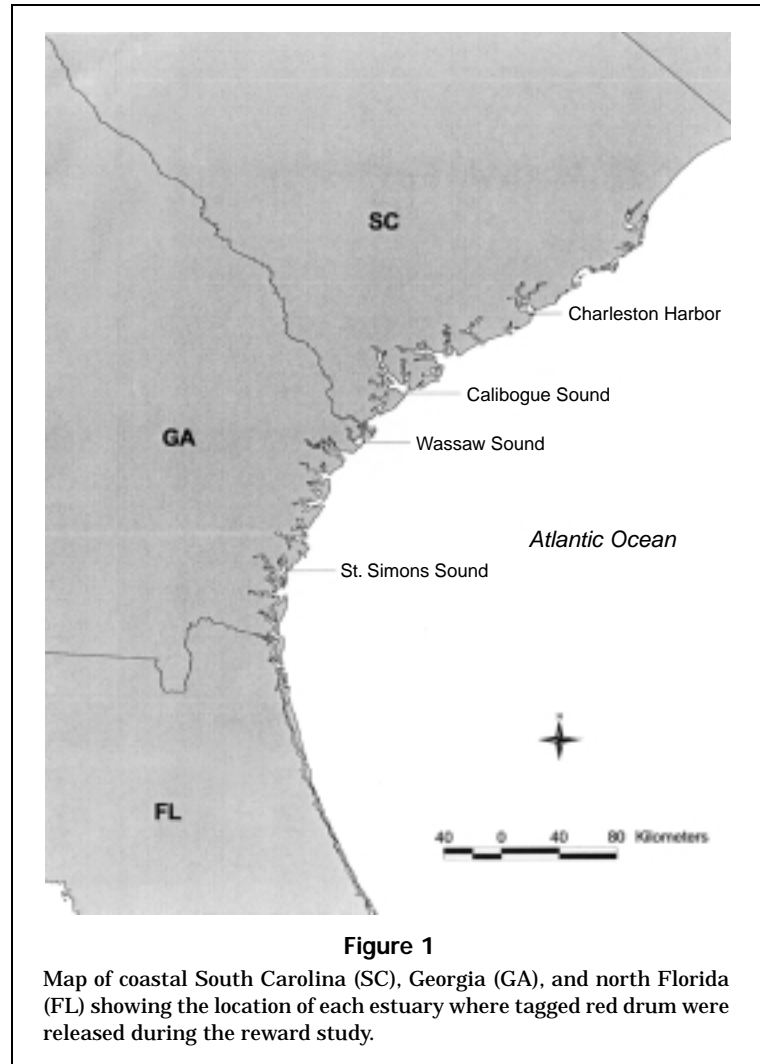 SC
Charleston Harbor
Calibogue Sound
GA
Wassaw Sound
Atlantic Ocean
St. Simons Sound
FL
40 0 40 80 Kilometers
Figure 1
Map of coastal South Carolina (SC), Georgia (GA), and north Florida
(FL) showing the location of each estuary where tagged red drum were
released during the reward study.